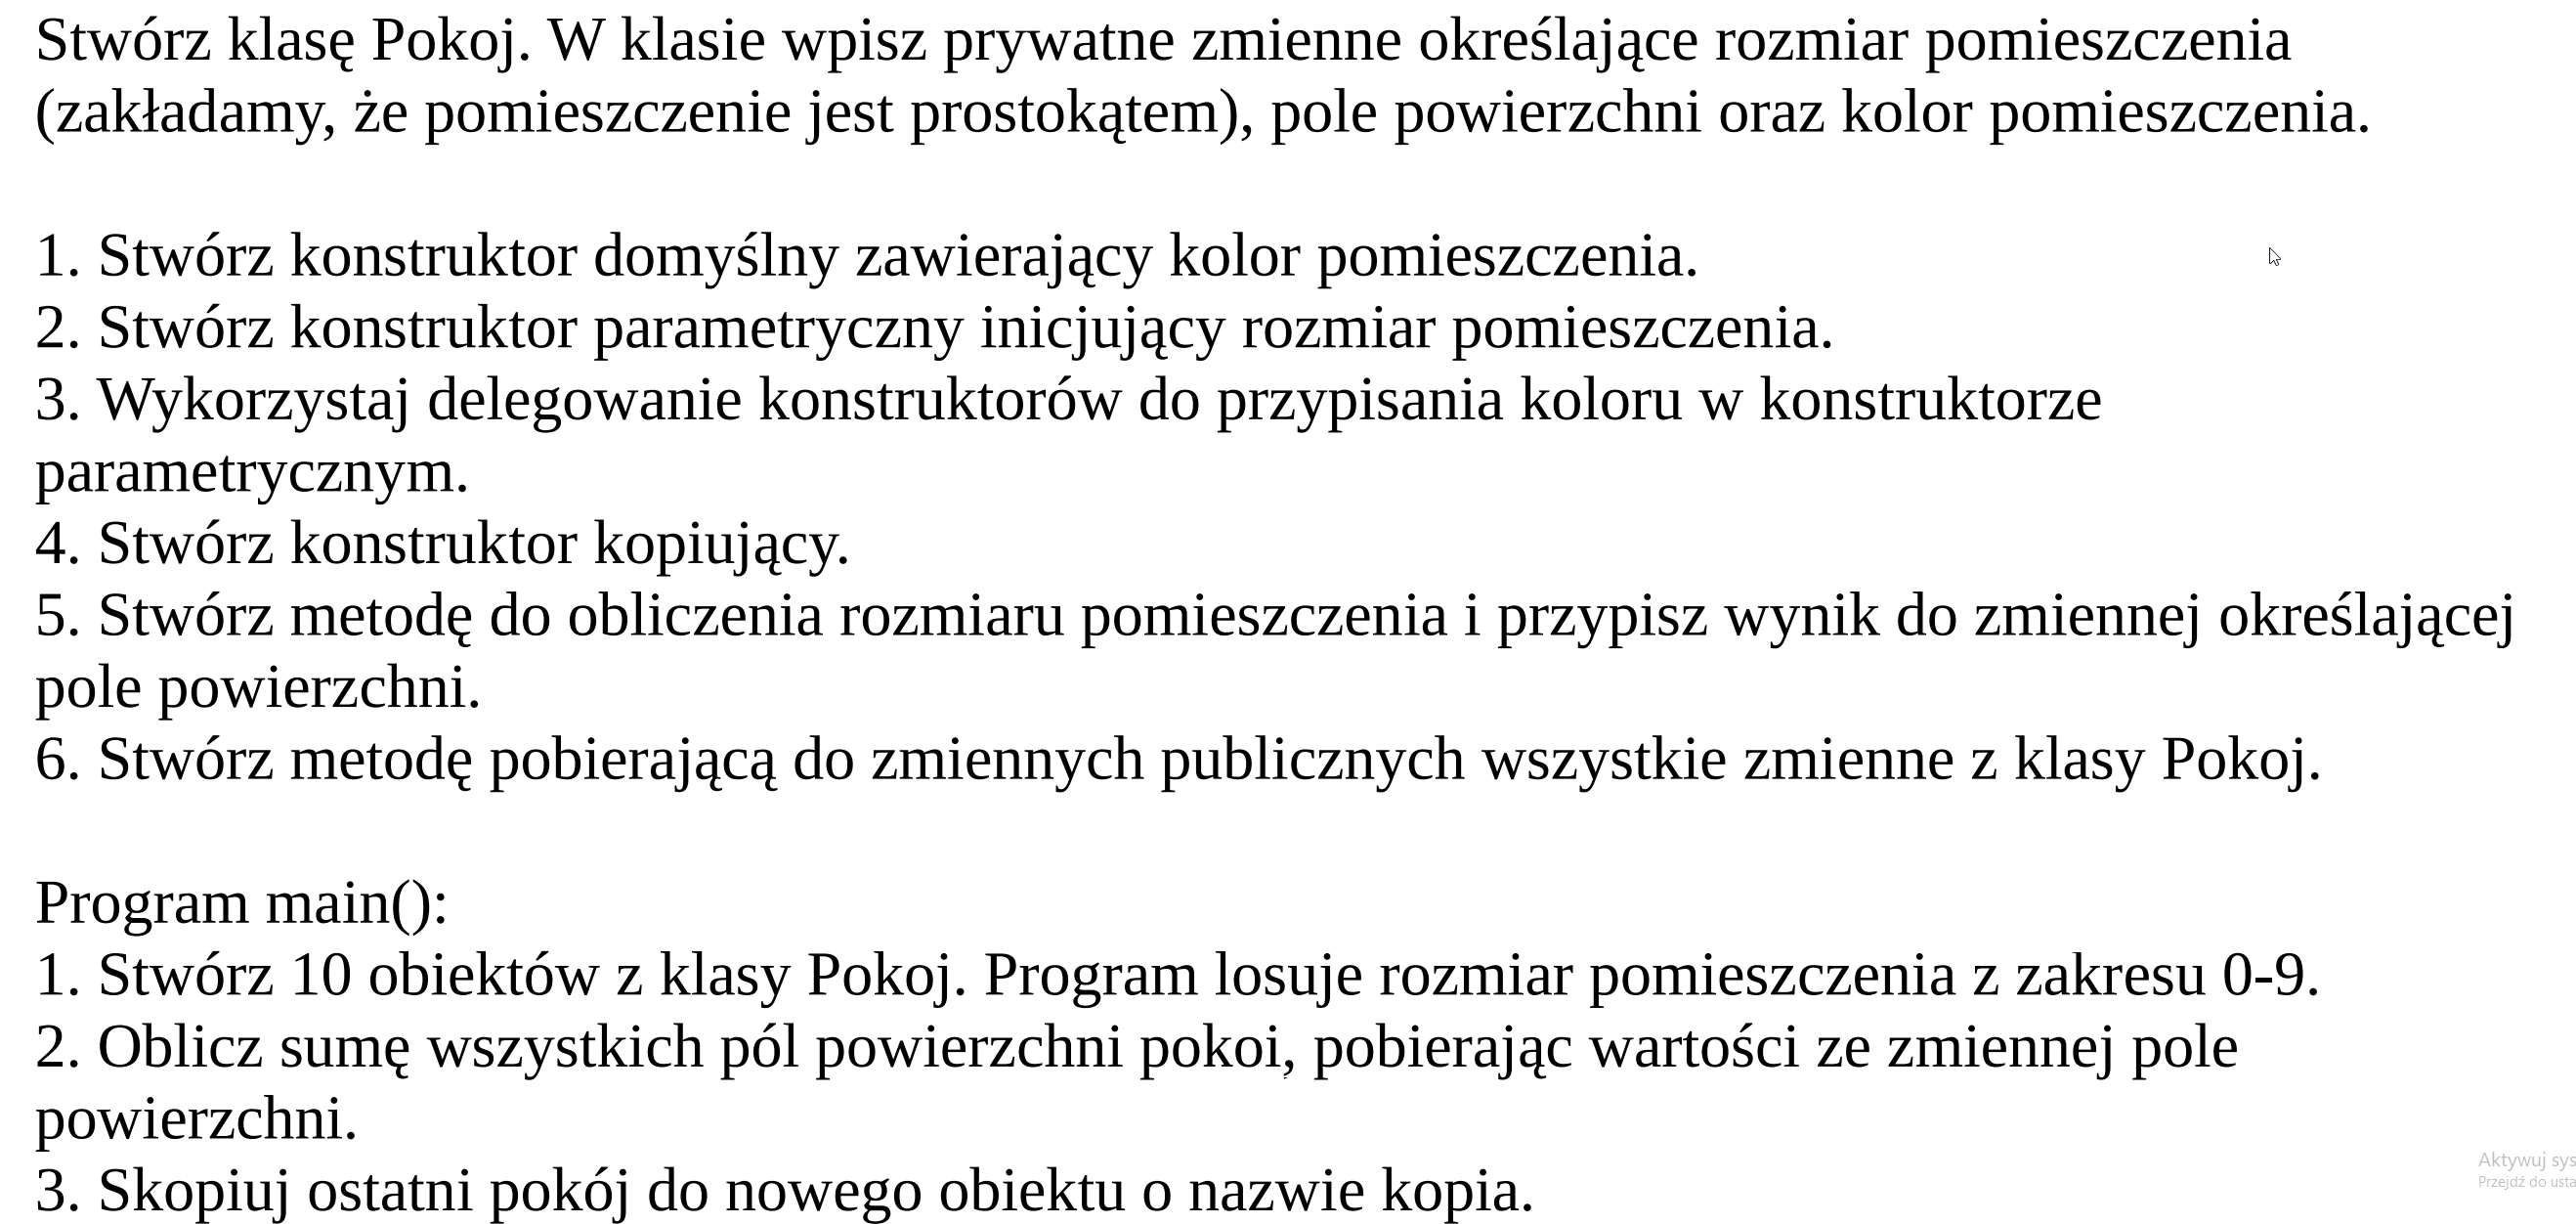 Stwórz klasę Pokoj. W klasie wpisz prywatne zmienne określające rozmiar pomieszczenia
(zakładamy, że pomieszczenie jest prostokątem), pole powierzchni oraz kolor pomieszczenia.
1. Stwórz konstruktor domyślny zawierający kolor pomieszczenia.
2. Stwórz konstruktor parametryczny inicjujący rozmiar pomieszczenia.
3. Wykorzystaj delegowanie konstruktorów do przypisania koloru w konstruktorze
parametrycznym.
4. Stwórz konstruktor kopiujący.
5. Stwórz metodę do obliczenia rozmiaru pomieszczenia i przypisz wynik do zmiennej określającej
pole powierzchni.
6. Stwórz metodę pobierającą do zmiennych publicznych wszystkie zmienne z klasy Pokoj.
Program main():
1. Stwórz 10 obiektów z klasy Pokoj. Program losuje rozmiar pomieszczenia z zakresu 0-9.
2. Oblicz sumę wszystkich pól powierzchni pokoi, pobierając wartości ze zmiennej pole
powierzchni.
3. Skopiuj ostatni pokój do nowego obiektu o nazwie kopia.
Aktywuj sys
Przejdź do usta